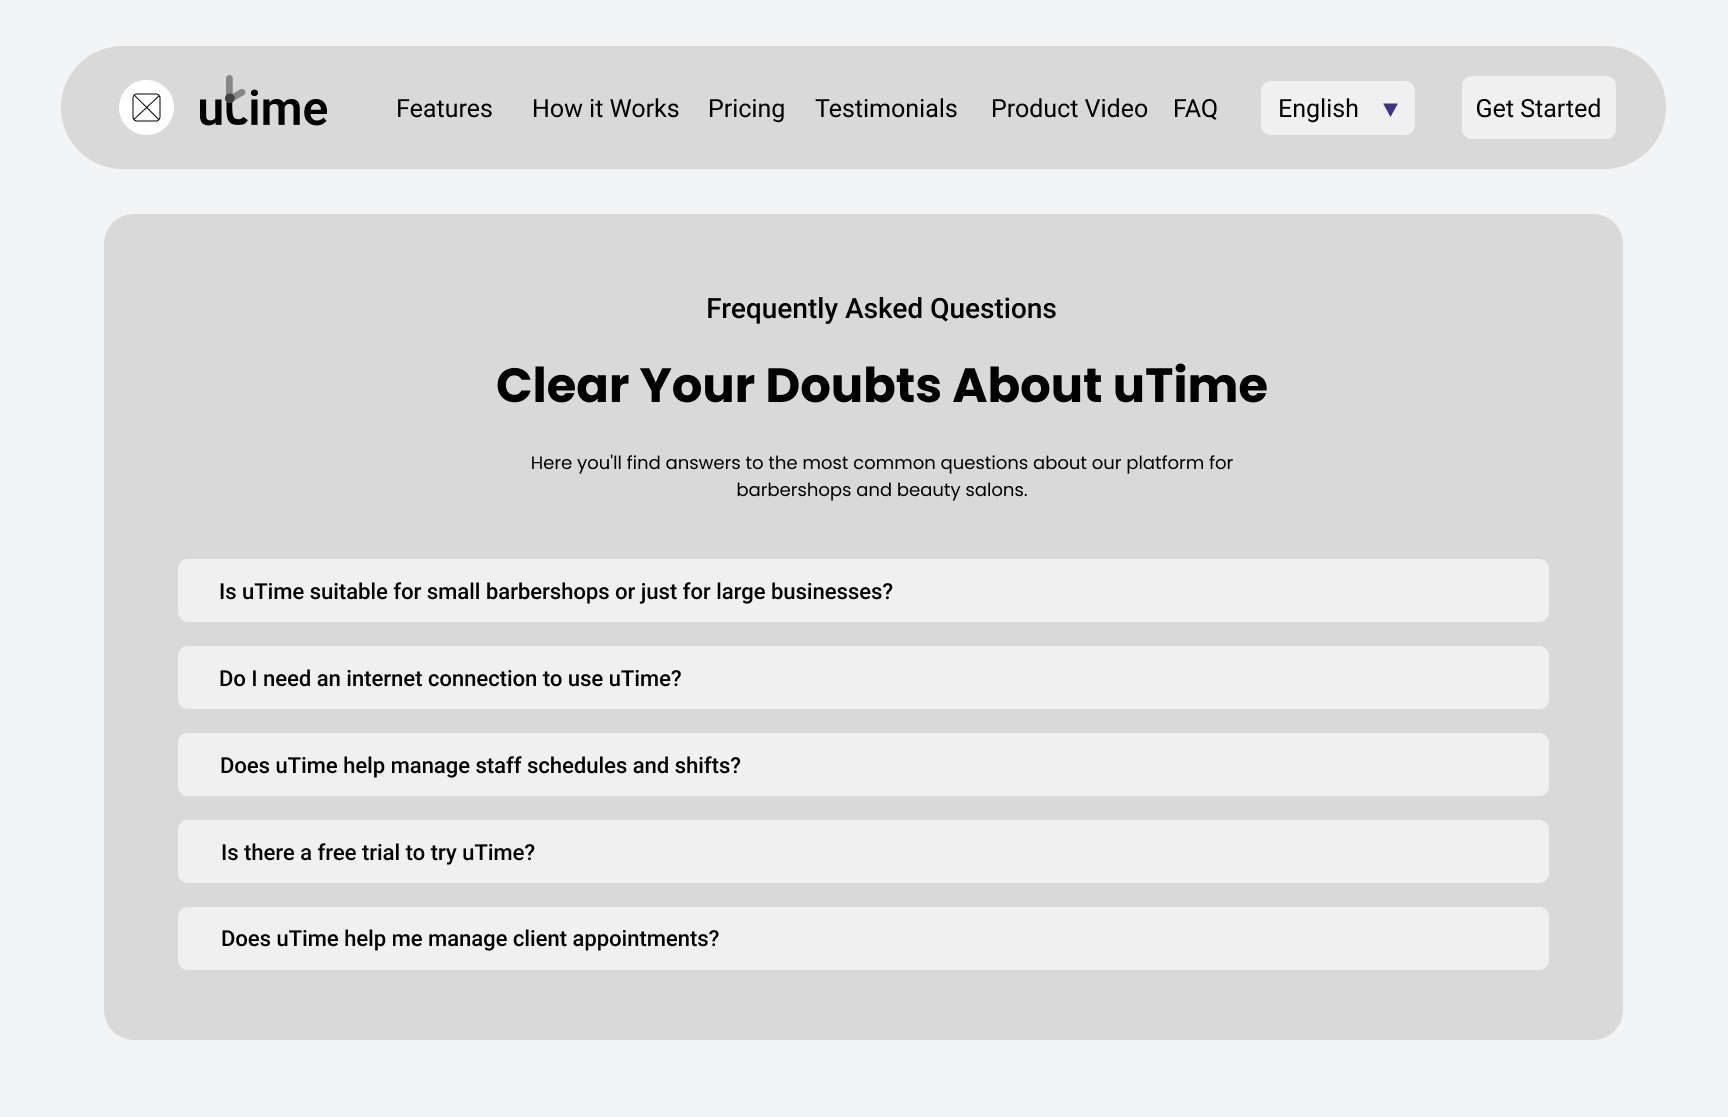 utime
Features How it Works Pricing Testimonials Product Video FAQ English ▼ Get Started
Frequently Asked Questions
Clear Your Doubts About uTime
Here you'll find answers to the most common questions about our platform for
barbershops and beauty salons.
Is uTime suitable for small barbershops or just for large businesses?
Do I need an internet connection to use uTime?
Does uTime help manage staff schedules and shifts?
Is there a free trial to try uTime?
Does uTime help me manage client appointments?